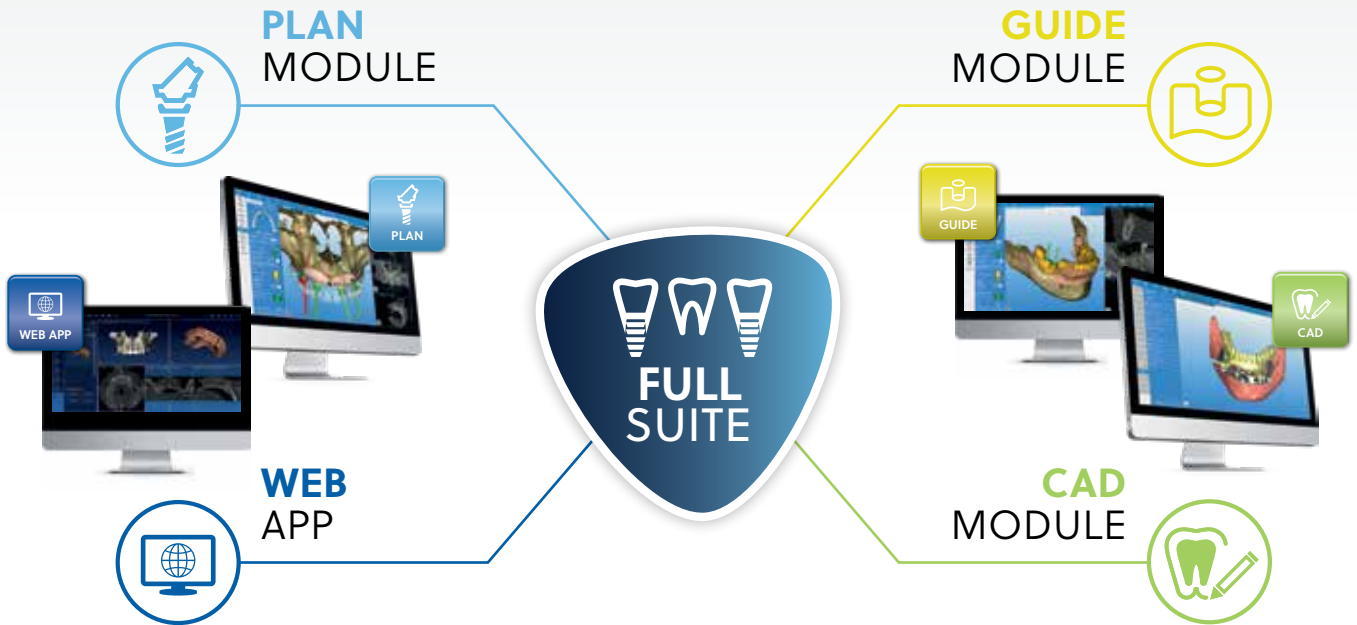 PLAN
MODULE
GUIDE
MODULE
PLAN
GUIDE
WEB APP
CAD
FULL
SUITE
WEB
APP
CAD
MODULE